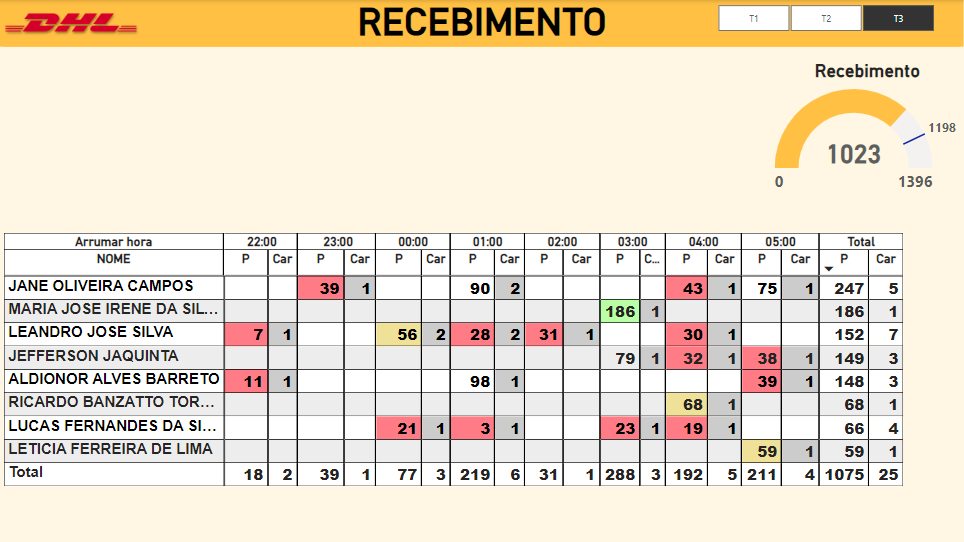 DHL
RECEBIMENTO
T1 T2 T3
Recebimento
1198
1023
0 1396
Arrumar hora 22:00 23:00 00:00 01:00 02:00 03:00 04:00 05:00 Total
NOME P Car P Car P Car P Car P Car P C... P Car P Car P Car
JANE OLIVEIRA CAMPOS 39 1 90 2 43 1 75 1 247 5
MARIA JOSE IRENE DA SIL... 186 1 186 1
LEANDRO JOSE SILVA 7 1 56 2 28 2 31 1 30 1 152 7
JEFFERSON JAQUINTA 79 1 32 1 38 1 149 3
ALDIONOR ALVES BARRETO 11 1 98 1 39 1 148 3
RICARDO BANZATTO TOR... 68 1 68 1
LUCAS FERNANDES DA SI... 21 1 3 1 23 1 19 1 66 4
LETICIA FERREIRA DE LIMA 59 1 59 1
Total 18 2 39 1 77 3 219 6 31 1 288 3 192 5 211 4 1075 25